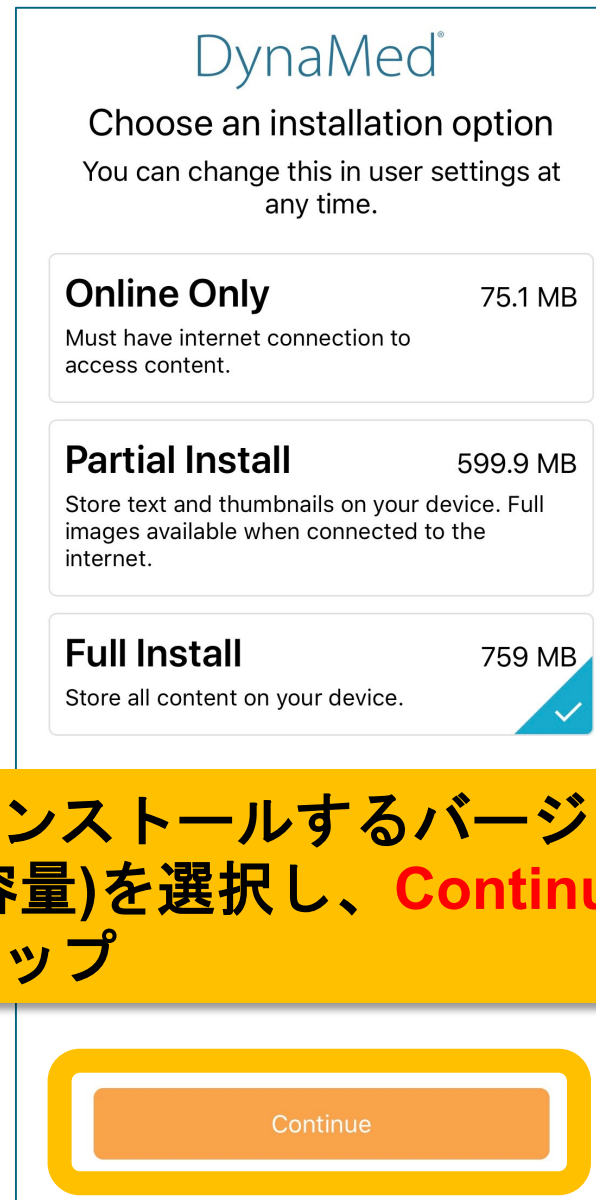 DynaMed®
Choose an installation option
You can change this in user settings at
any time.
Online Only 75.1 MB
Must have internet connection to
access content.
Partial Install 599.9 MB
Store text and thumbnails on your device. Full
images available when connected to the
internet.
Full Install 759 MB
Store all content on your device.
ンストールするバージ
容量)を選択し、Continu
ップ
Continue